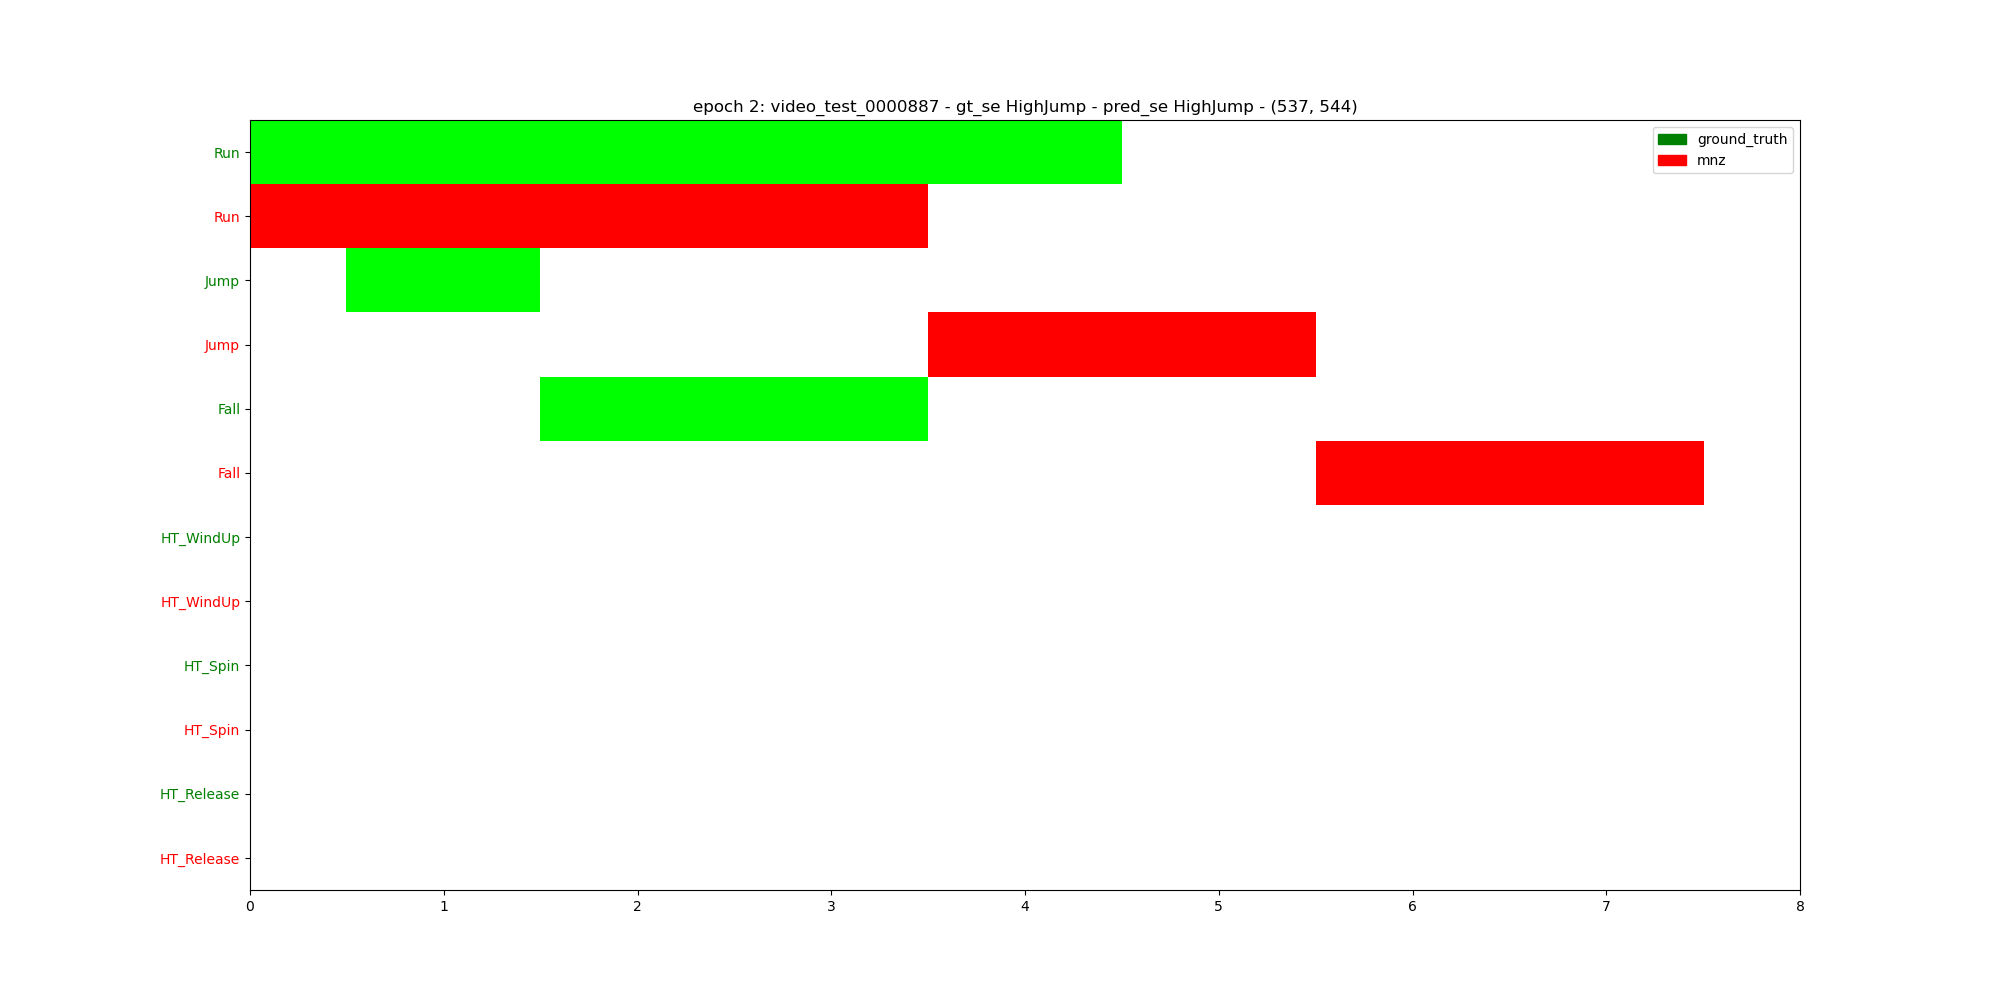 epoch 2: video_test_0000887 - gt_se HighJump - pred_se HighJump - (537, 544)
ground_truth
mnz
Run
Run
Jump
Jump
Fall
Fall
HT_WindUp
HT_WindUp
HT_Spin
HT_Spin
HT_Release
HT_Release
0 1 2 3 4 5 6 7 8